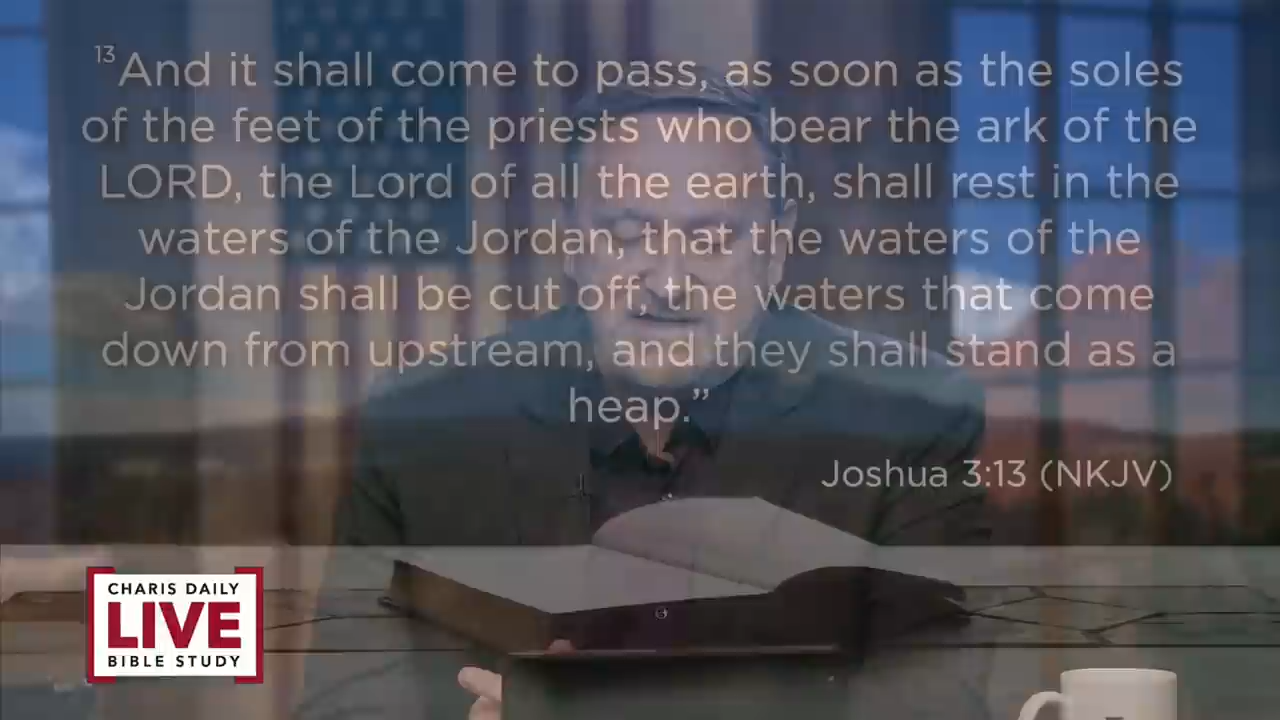 13And it shall come to pass, as soon as the soles
of the feet of the priests who bear the ark of the
LORD, the Lord of all the earth, shall rest in the
waters of the Jordan, that the waters of the
Jordan shall be cut off, the waters that come
down from upstream, and they shall stand as a
heap.”
Joshua 3:13 (NKJV)
CHARIS DAILY
LIVE
BIBLE STUDY